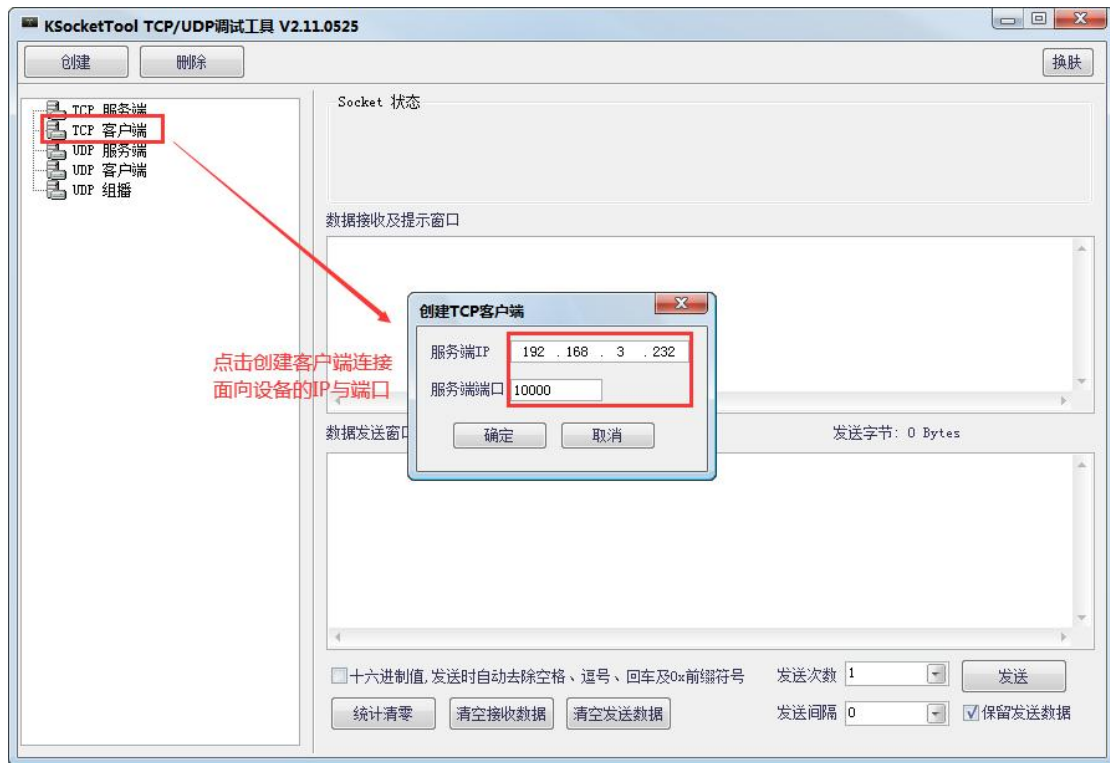 KSocketTool TCP/UDP调试工具 V2.11.0525
创建 删除 换肤
TCP 服务端
TCP 客户端
UDP 服务端
UDP 客户端
UDP 组播
Socket 状态
数据接收及提示窗口
创建TCP客户端
服务端IP 192 . 168 . 3 . 232
服务端端口 10000
确定 取消
点击创建客户端连接
面向设备的IP与端口
数据发送窗口 发送字节: 0 Bytes
十六进制值,发送时自动去除空格、逗号、回车及0x前缀符号 发送次数 1 发送
统计清零 清空接收数据 清空发送数据 发送间隔 0 保留发送数据